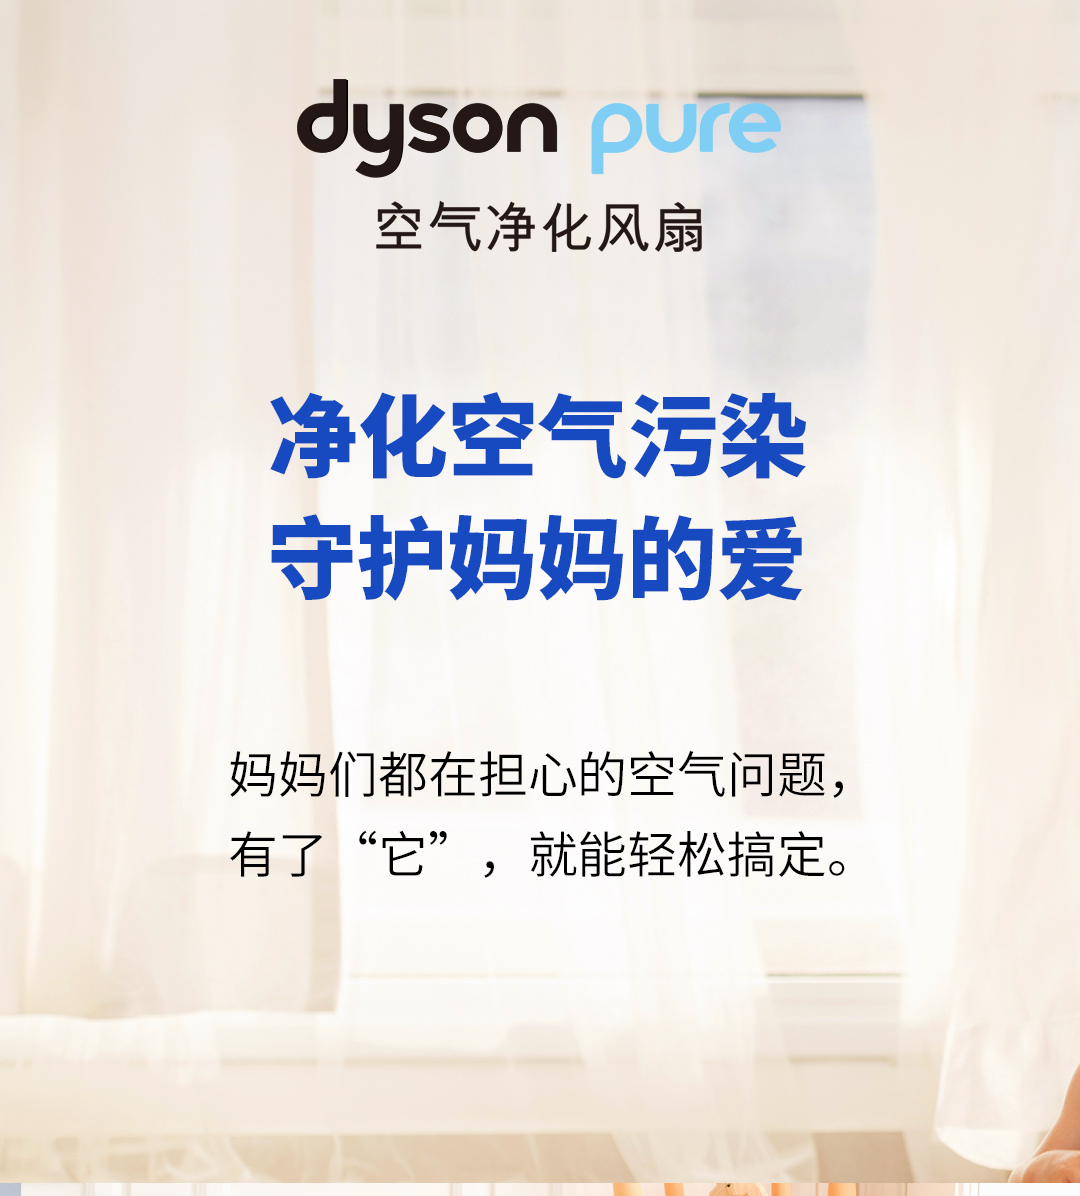 dyson pure
空气净化风扇
净化空气污染
守护妈妈的爱
妈妈们都在担心的空气问题，
有了“它”，就能轻松搞定。